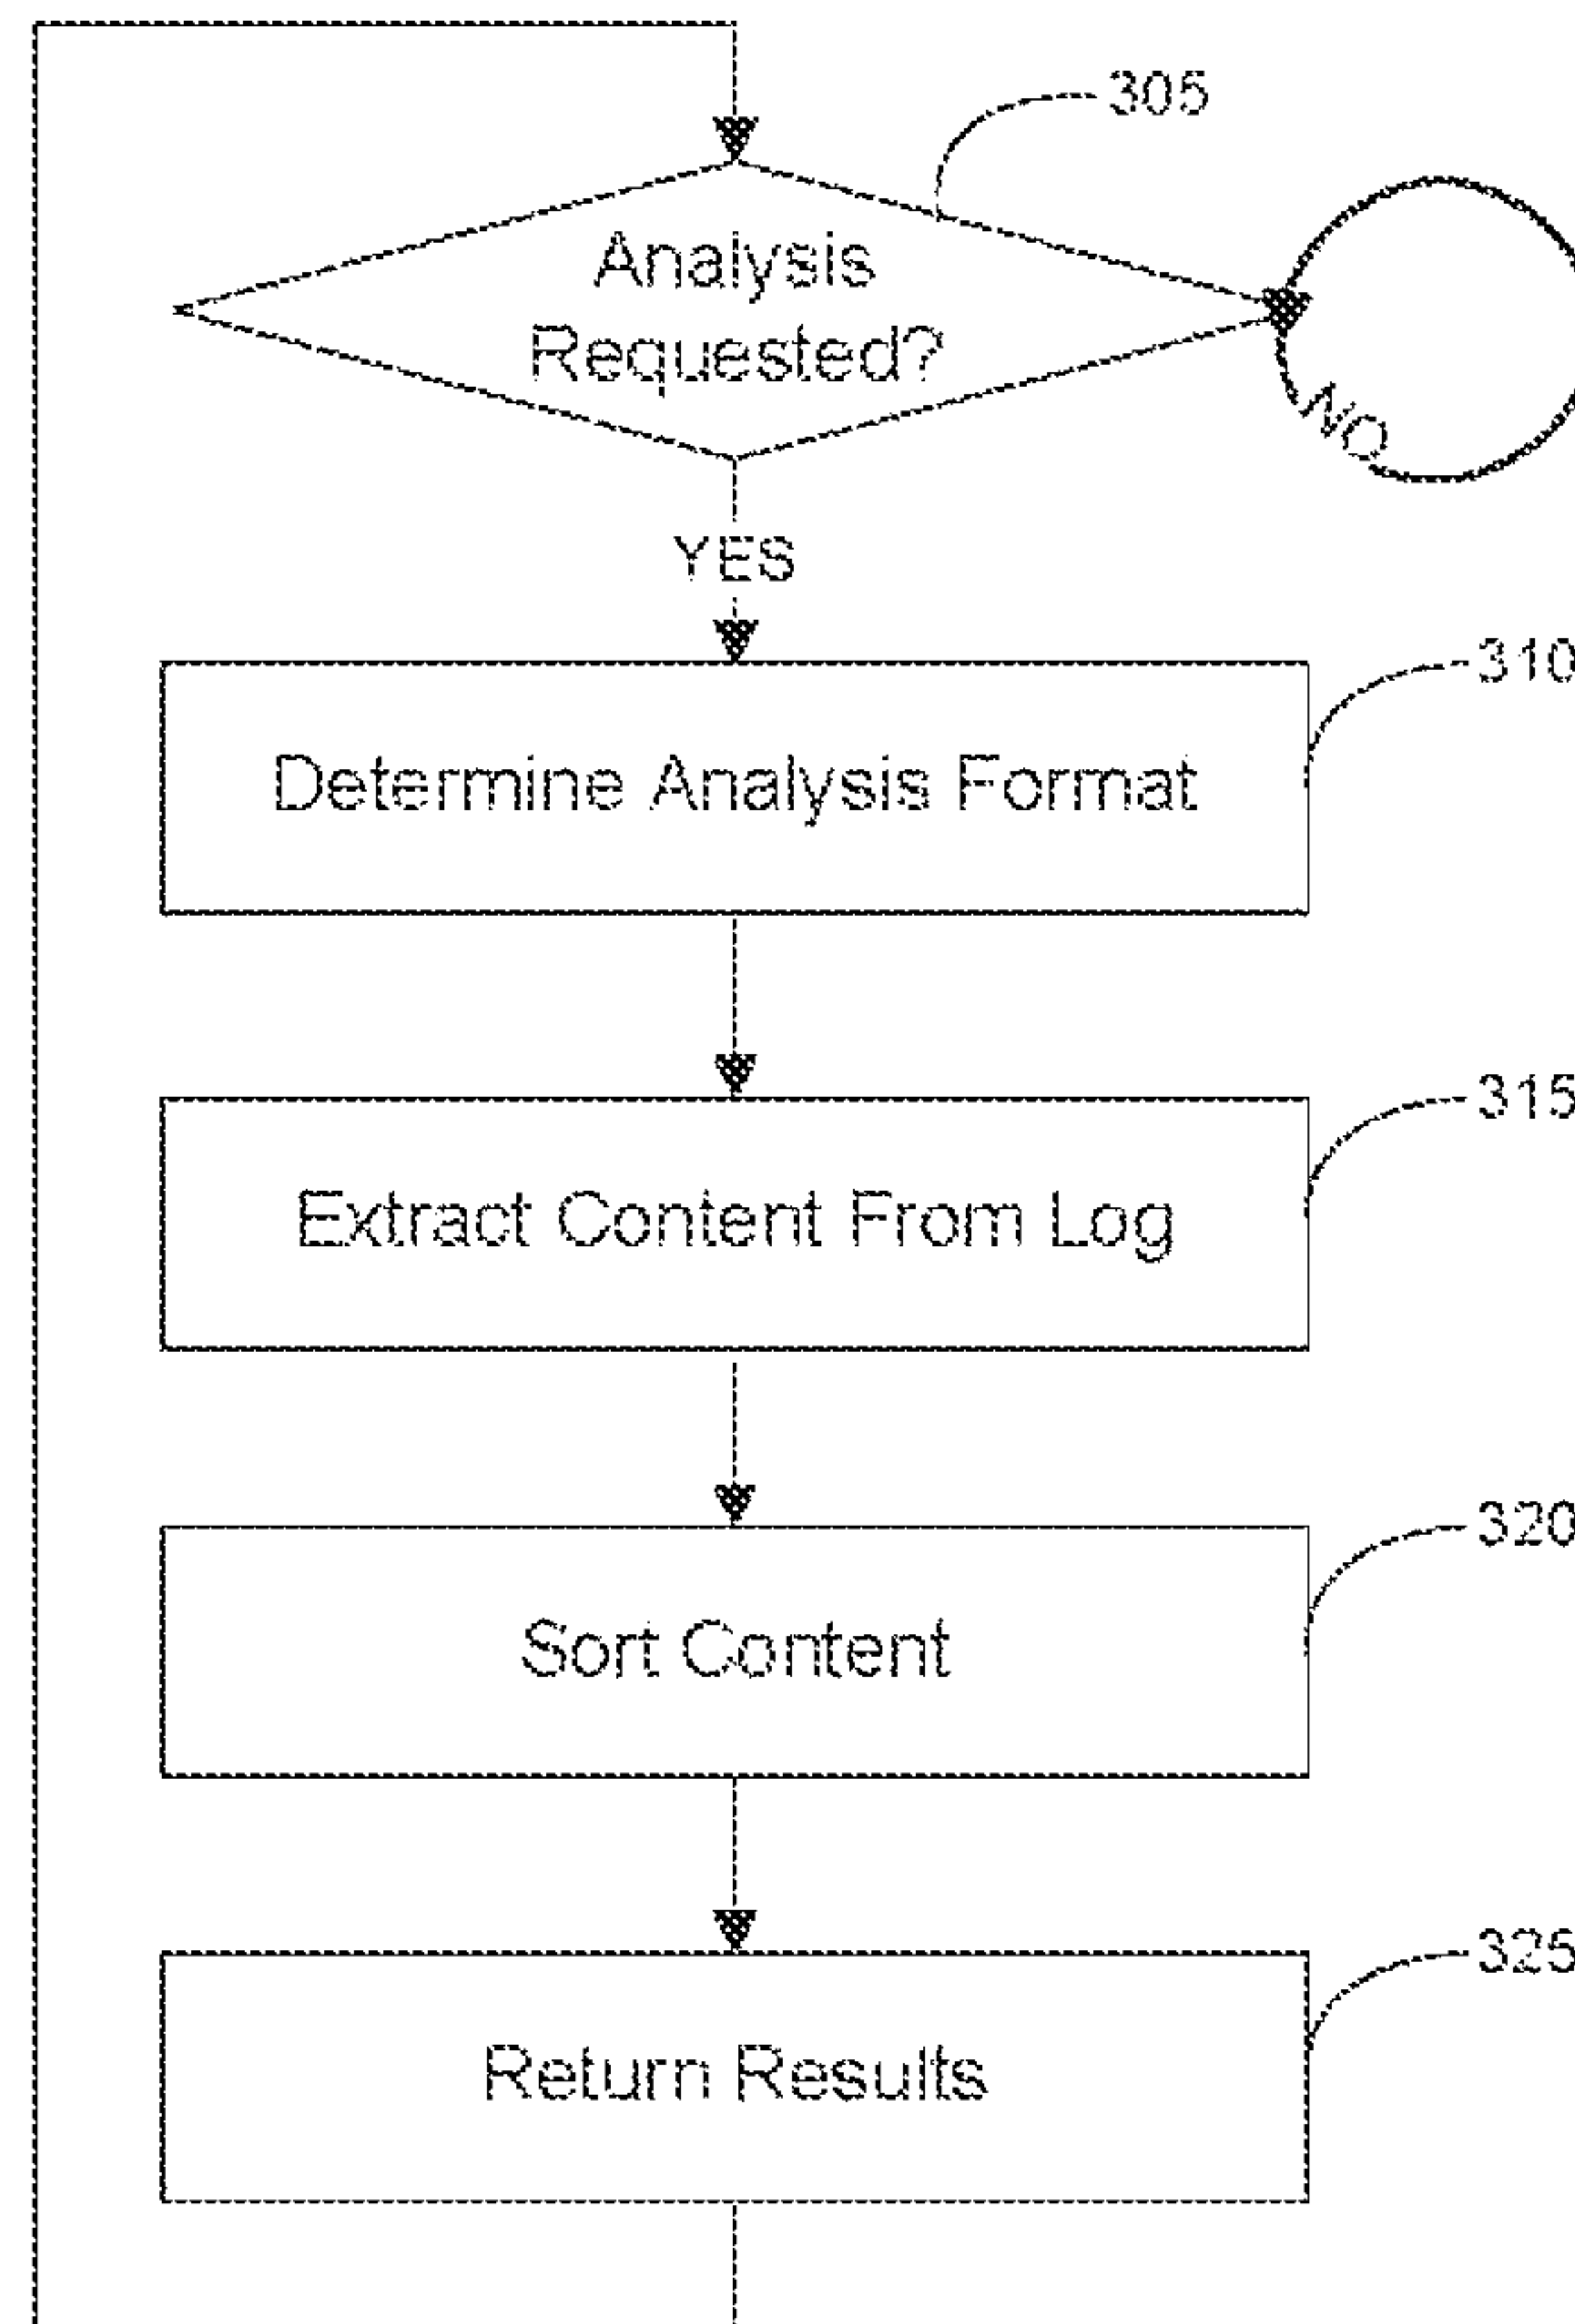 305
Analysis
Requested?
NO
YES
310
Determine Analysis Format
315
Extract Content From Log
320
Sort Content
325
Return Results